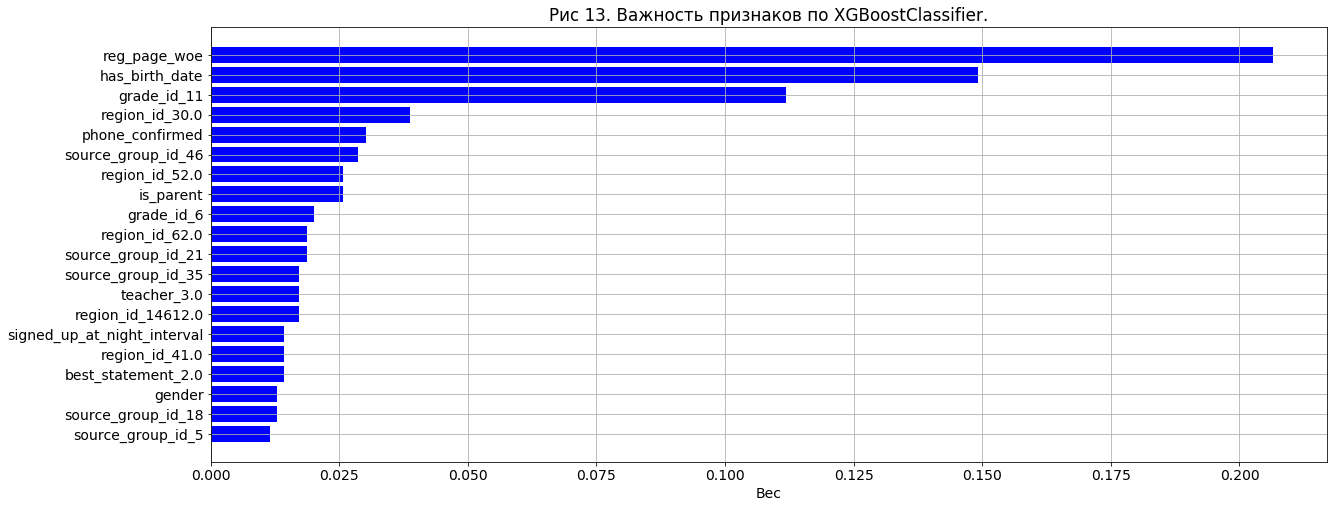 Рис 13. Важность признаков по XGBoostClassifier.
reg_page_woe
has_birth_date
grade_id_11
region_id_30.0
phone_confirmed
source_group_id_46
region_id_52.0
is_parent
grade_id_6
region_id_62.0
source_group_id_21
source_group_id_35
teacher_3.0
region_id_14612.0
signed_up_at_night_interval
region_id_41.0
best_statement_2.0
gender
source_group_id_18
source_group_id_5
0.000 0.025 0.050 0.075 0.100 0.125 0.150 0.175 0.200
Вес